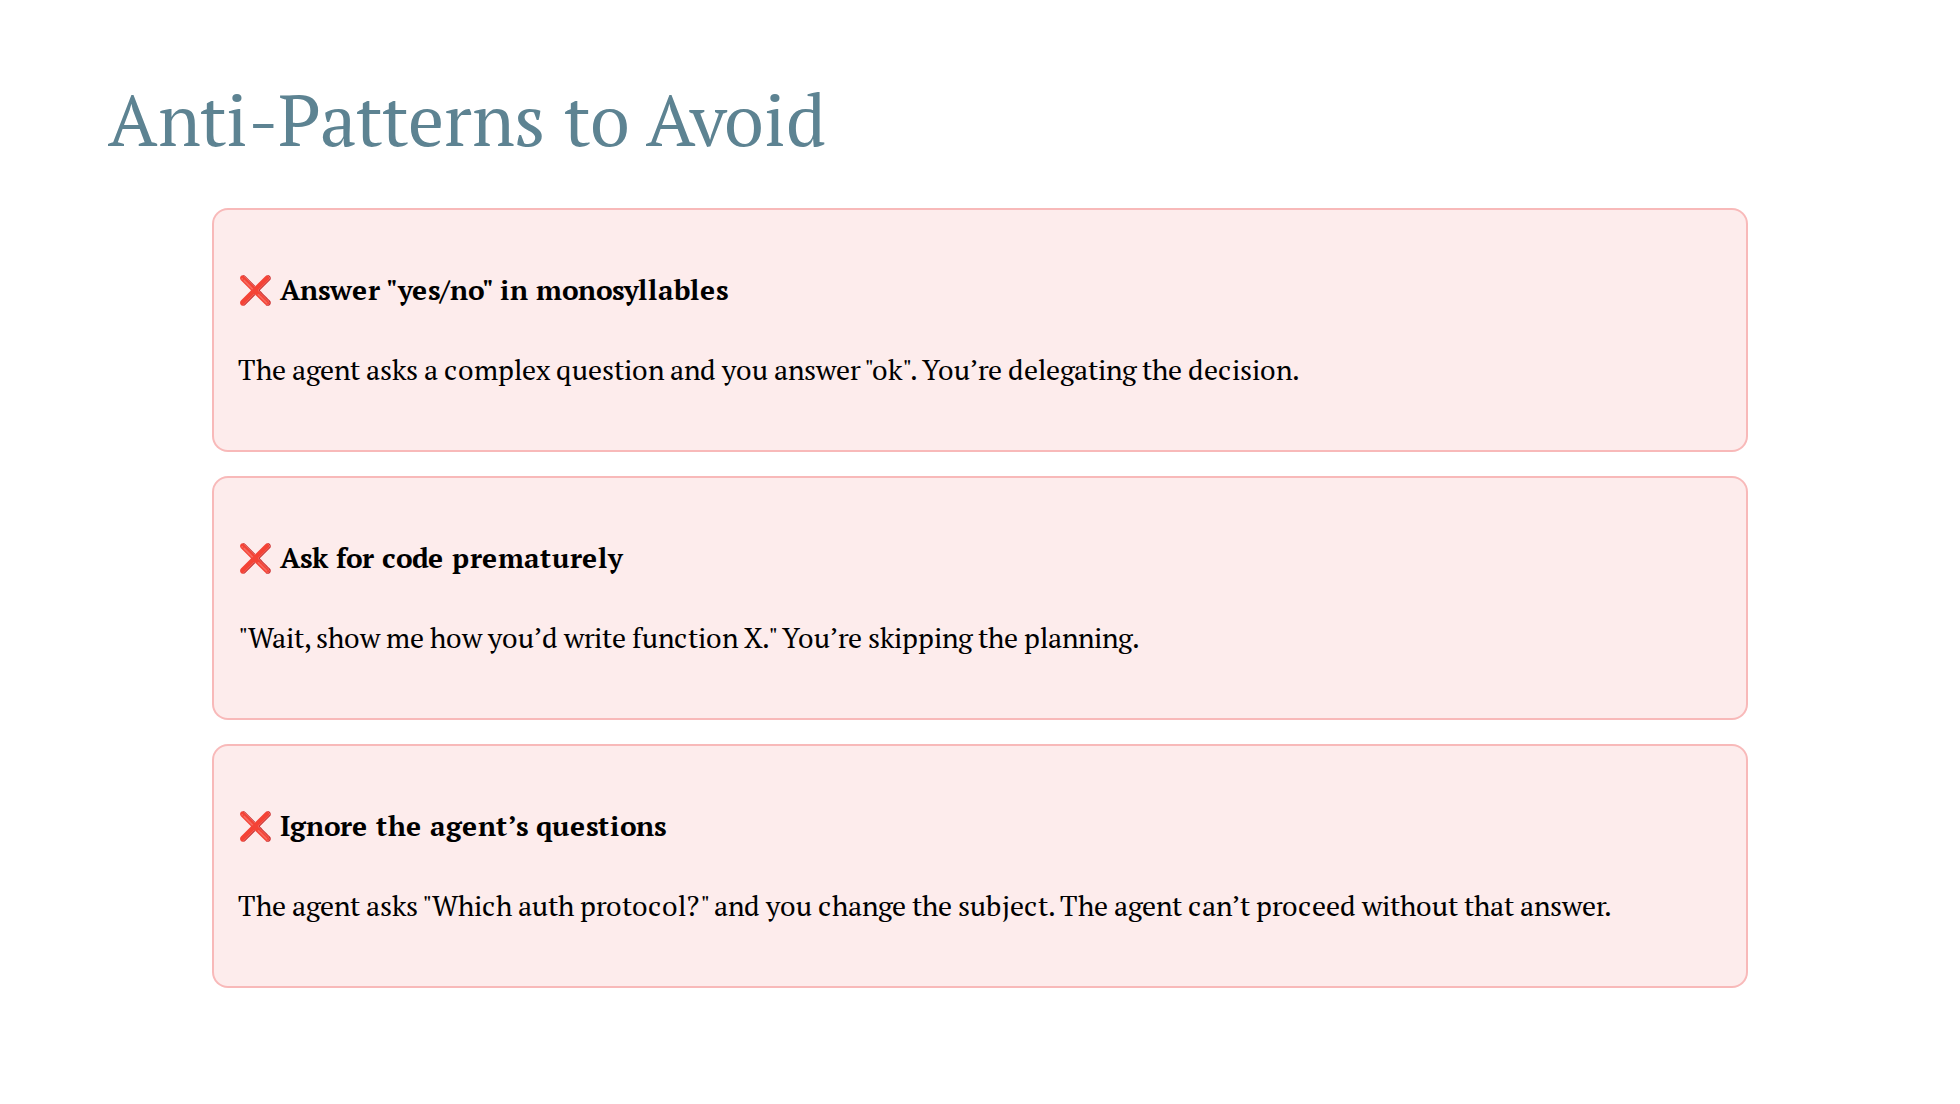 Anti-Patterns to Avoid
❌ Answer "yes/no" in monosyllables
The agent asks a complex question and you answer "ok". You’re delegating the decision.
❌ Ask for code prematurely
"Wait, show me how you’d write function X." You’re skipping the planning.
❌ Ignore the agent’s questions
The agent asks "Which auth protocol?" and you change the subject. The agent can’t proceed without that answer.